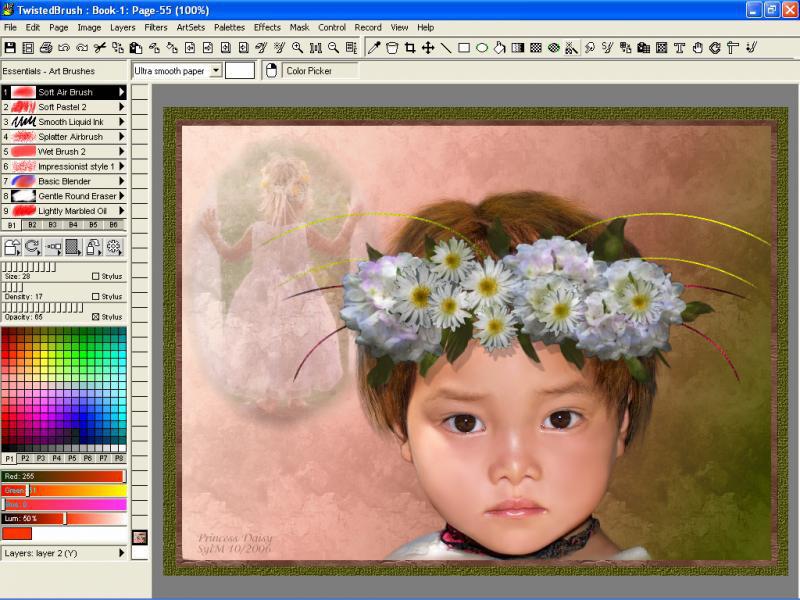 TwistedBrush : Book-1: Page-55 (100%)
File Edit Page Image Layers Filters ArtSets Palettes Effects Mask Control Record View Help
Essentials - Art Brushes
Ultra smooth paper
Color Picker
1 Soft Air Brush
2 Soft Pastel 2
3 Smooth Liquid Ink
4 Splatter Airbrush
5 Wet Brush 2
6 Impressionist style 1
7 Basic Blender
8 Gentle Round Eraser
9 Lightly Marbled Oil
B1 B2 B3 B4 B5 B6
Size: 28 Stylus
Density: 17 Stylus
Opacity: 65 Stylus
P1 P2 P3 P4 P5 P6 P7 P8
Red: 255
Green: 51
Blue: 0
Lum: 50%
Layers: layer 2 (Y)
Princess Daisy
SyLM 10/2006